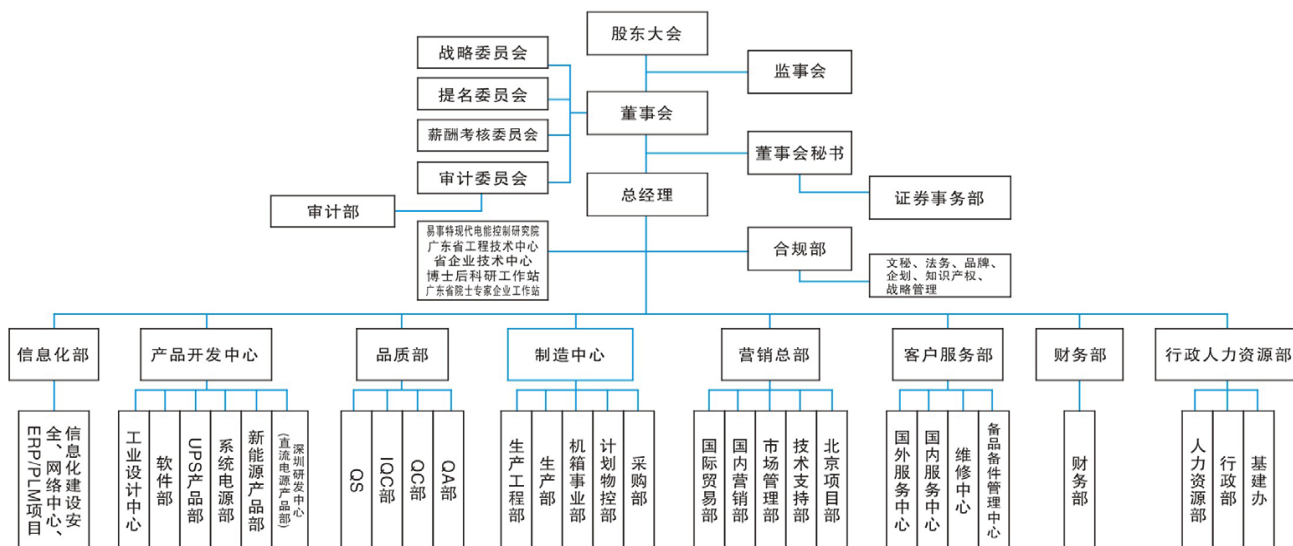 股东大会
战略委员会
监事会
提名委员会
董事会
薪酬考核委员会
董事会秘书
审计委员会
总经理
证券事务部
审计部
易事特现代电能控制研究院
广东省工程技术中心
省企业技术中心
博士后科研工作站
广东省院士专家企业工作站
合规部
文秘、法务、品牌、
企划、知识产权、
战略管理
信息化部
产品开发中心
品质部
制造中心
营销总部
客户服务部
财务部
行政人力资源部
信息化建设安
全、网络中心、
ERP/PLM项目
工业设计中心
软件部
UPS产品部
系统电源部
新能源产品部
深圳研发中心
(直流电源产品部)
QS
IQC部
QC部
QA部
生产工程部
生产部
机箱事业部
计划物控部
采购部
国际贸易部
国内营销部
市场管理部
技术支持部
北京项目部
国外服务中心
国内服务中心
维修中心
备品备件管理中心
财务部
人力资源部
行政部
基建办